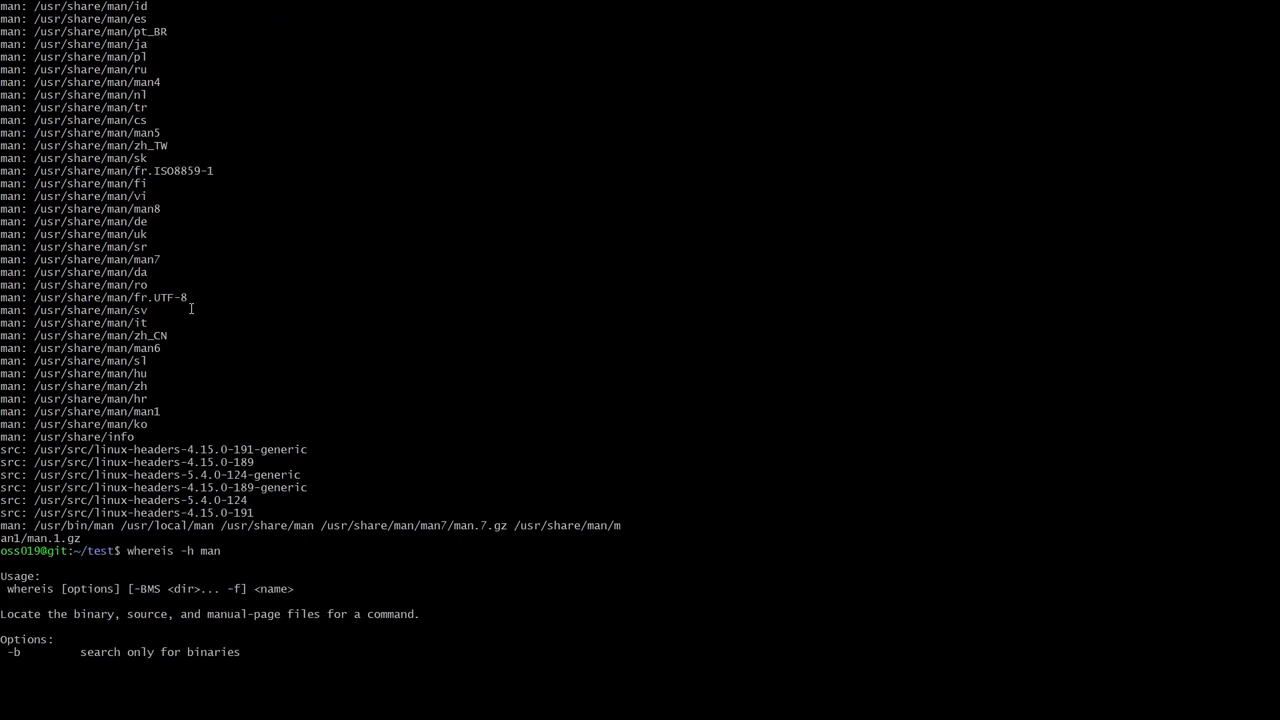 man: /usr/share/man/id
man: /usr/share/man/es
man: /usr/share/man/pt_BR
man: /usr/share/man/ja
man: /usr/share/man/pl
man: /usr/share/man/ru
man: /usr/share/man/man4
man: /usr/share/man/nl
man: /usr/share/man/tr
man: /usr/share/man/cs
man: /usr/share/man/man5
man: /usr/share/man/zh_TW
man: /usr/share/man/sk
man: /usr/share/man/fr.ISO8859-1
man: /usr/share/man/fi
man: /usr/share/man/vi
man: /usr/share/man/man8
man: /usr/share/man/de
man: /usr/share/man/uk
man: /usr/share/man/sr
man: /usr/share/man/man7
man: /usr/share/man/da
man: /usr/share/man/ro
man: /usr/share/man/fr.UTF-8
man: /usr/share/man/sv
man: /usr/share/man/it
man: /usr/share/man/zh_CN
man: /usr/share/man/man6
man: /usr/share/man/sl
man: /usr/share/man/hu
man: /usr/share/man/zh
man: /usr/share/man/hr
man: /usr/share/man/man1
man: /usr/share/man/ko
man: /usr/share/info
src: /usr/src/linux-headers-4.15.0-191-generic
src: /usr/src/linux-headers-4.15.0-189
src: /usr/src/linux-headers-5.4.0-124-generic
src: /usr/src/linux-headers-4.15.0-189-generic
src: /usr/src/linux-headers-5.4.0-124
src: /usr/src/linux-headers-4.15.0-191
man: /usr/bin/man /usr/local/man /usr/share/man /usr/share/man/man7/man.7.gz /usr/share/man/m
an1/man.1.gz
oss019@git:~/test$ whereis -h man
Usage:
whereis [options] [-BMS <dir>... -f] <name>
Locate the binary, source, and manual-page files for a command.
Options:
-b         search only for binaries